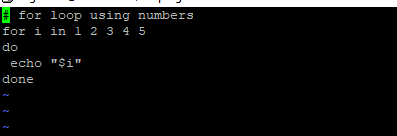 # for loop using numbers
for i in 1 2 3 4 5
do
 echo "$i"
done
~
~
~